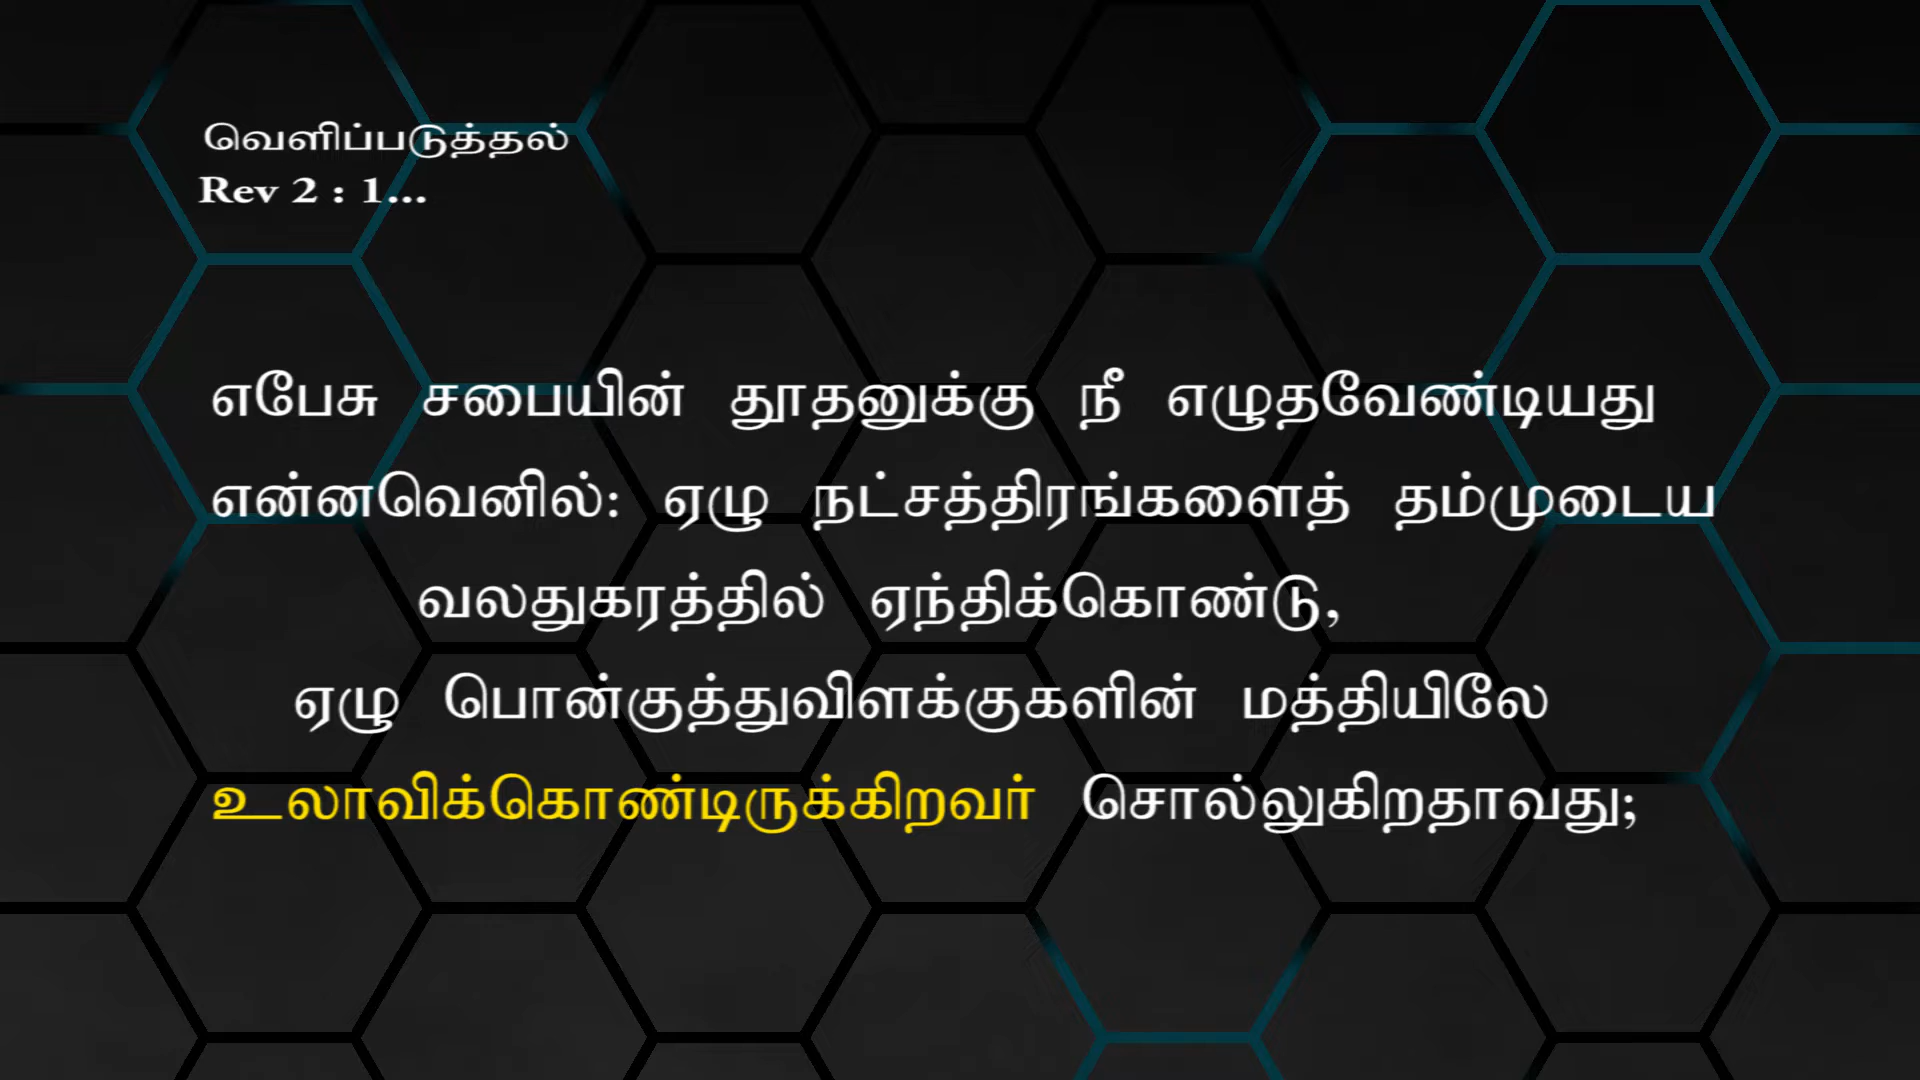 வெளிப்படுத்தல்
Rev 2 : 1...
எபேசு சபையின் தூதனுக்கு நீ எழுதவேண்டியது
என்னவெனில்: ஏழு நட்சத்திரங்களைத் தம்முடைய
வலதுகரத்தில் ஏந்திக்கொண்டு,
ஏழு பொன்குத்துவிளக்குகளின் மத்தியிலே
உலாவிக்கொண்டிருக்கிறவர் சொல்லுகிறதாவது;